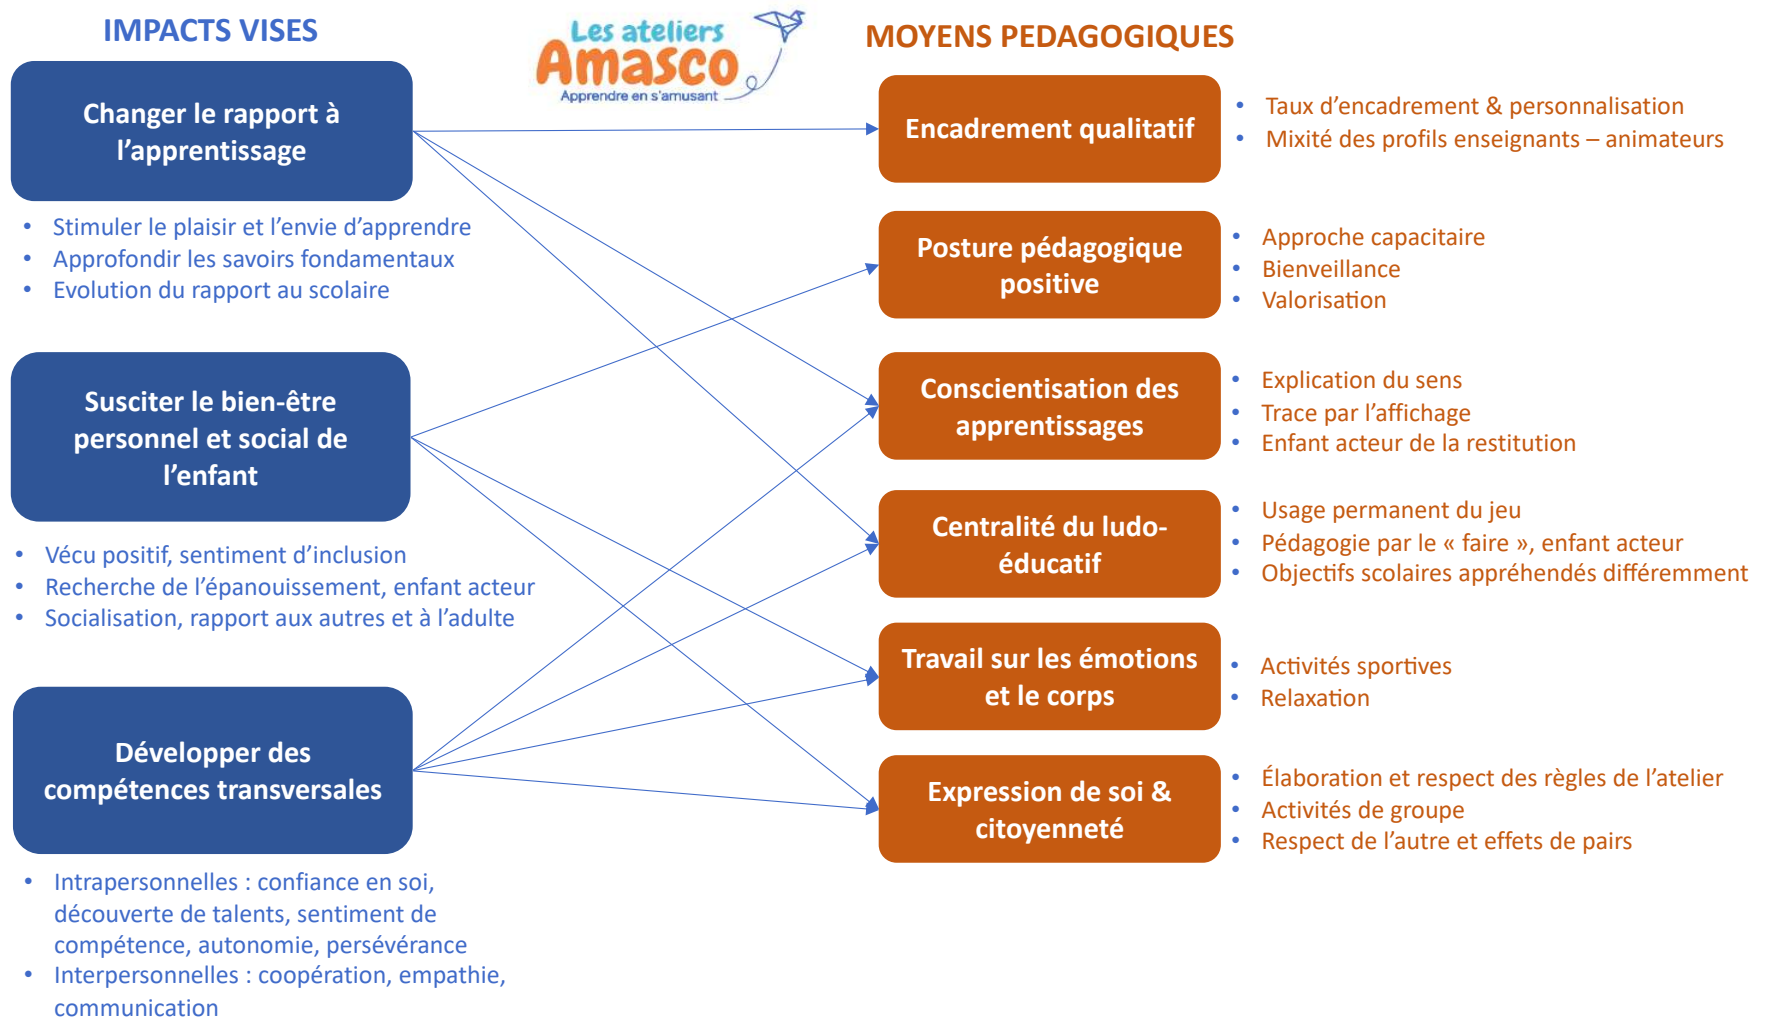 IMPACTS VISES
Les ateliers
Amasco
Apprendre en s'amusant
MOYENS PEDAGOGIQUES
Changer le rapport à
l'apprentissage
• Stimuler le plaisir et l'envie d'apprendre
• Approfondir les savoirs fondamentaux
• Evolution du rapport au scolaire
Susciter le bien-être
personnel et social de
l'enfant
• Vécu positif, sentiment d'inclusion
• Recherche de l'épanouissement, enfant acteur
• Socialisation, rapport aux autres et à l'adulte
Développer des
compétences transversales
• Intrapersonnelles : confiance en soi,
découverte de talents, sentiment de
compétence, autonomie, persévérance
• Interpersonnelles : coopération, empathie,
communication
Encadrement qualitatif
• Taux d'encadrement & personnalisation
• Mixité des profils enseignants – animateurs
Posture pédagogique
positive
• Approche capacitaire
• Bienveillance
• Valorisation
Conscientisation des
apprentissages
• Explication du sens
• Trace par l'affichage
• Enfant acteur de la restitution
Centralité du ludo-
éducatif
• Usage permanent du jeu
• Pédagogie par le « faire », enfant acteur
• Objectifs scolaires appréhendés différemment
Travail sur les émotions
et le corps
• Activités sportives
• Relaxation
Expression de soi &
citoyenneté
• Élaboration et respect des règles de l'atelier
• Activités de groupe
• Respect de l'autre et effets de pairs